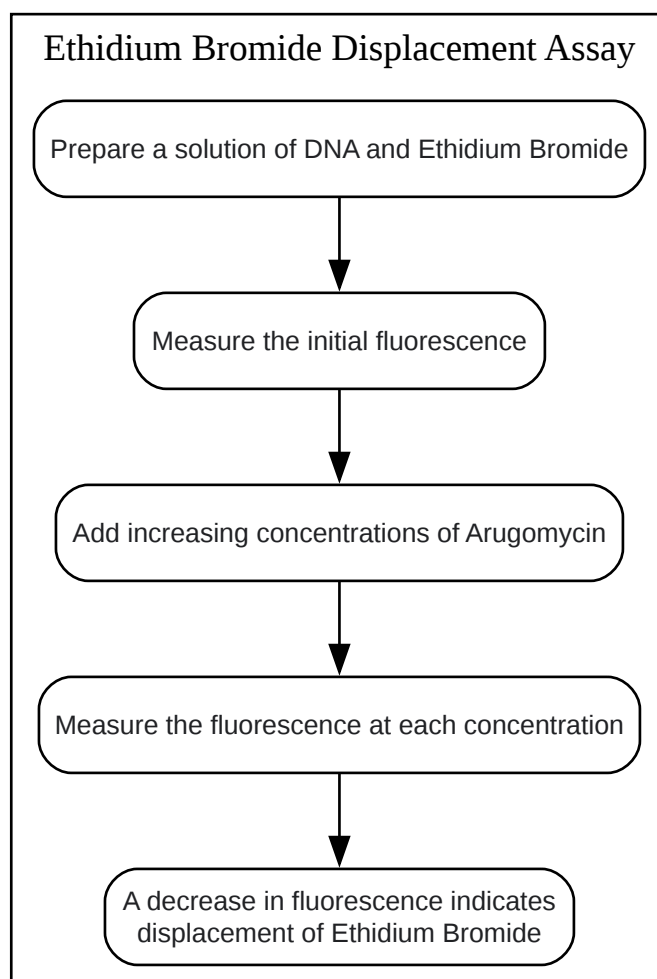 Ethidium Bromide Displacement Assay
Prepare a solution of DNA and Ethidium Bromide
Measure the initial fluorescence
Add increasing concentrations of Arugomycin
Measure the fluorescence at each concentration
A decrease in fluorescence indicates
displacement of Ethidium Bromide